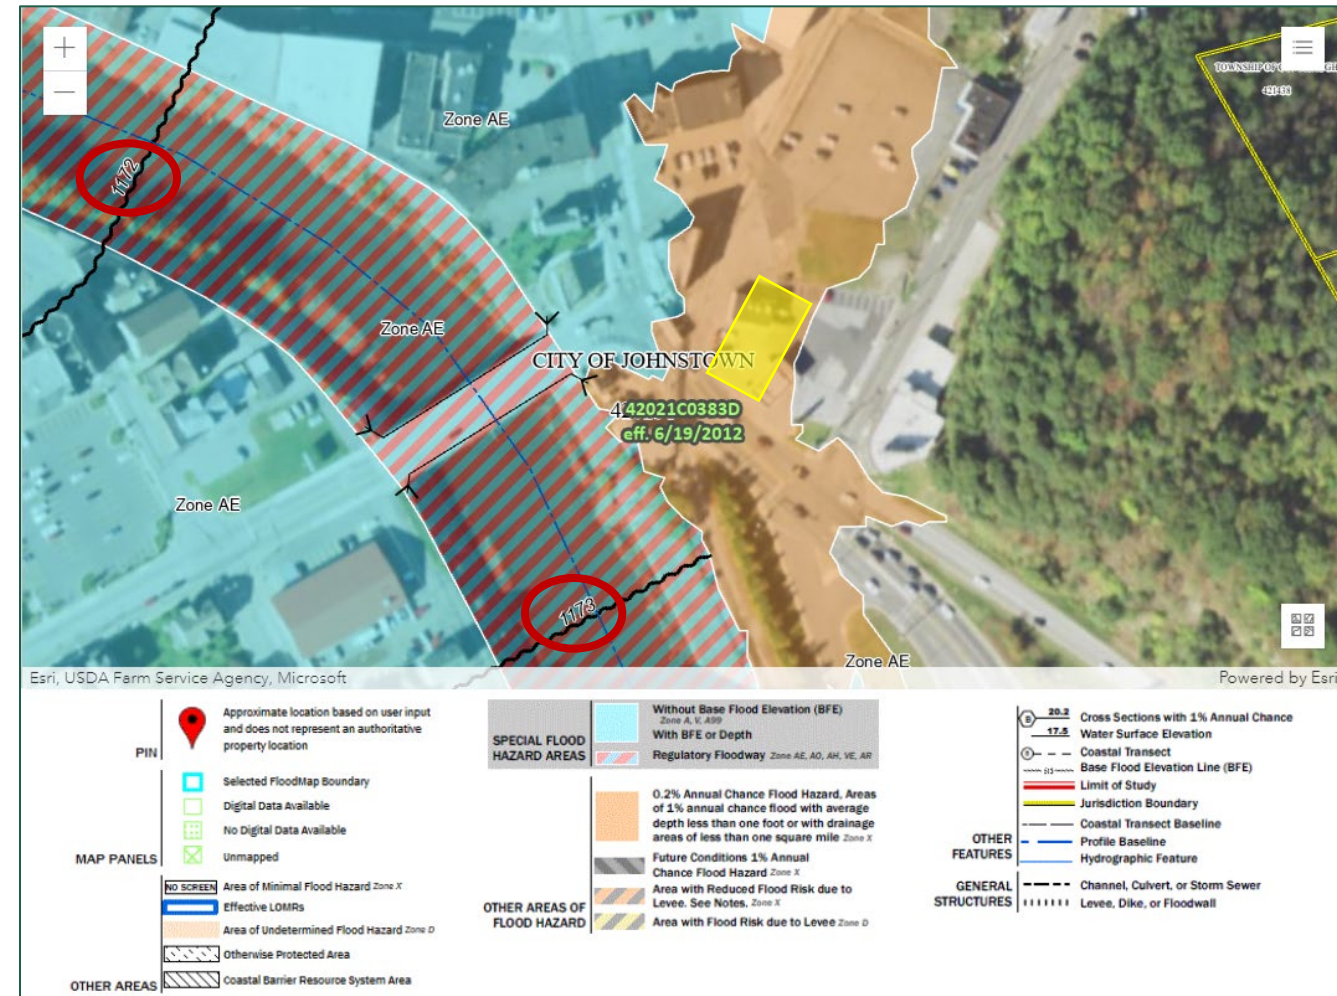 +
−
Zone AE
TOWNSHIP OF
421438
1172
Zone AE
CITY OF JOHNSTOWN
42021C0383D
eff. 6/19/2012
Zone AE
1173
Zone AE
Esri, USDA Farm Service Agency, Microsoft
Powered by Esri
PIN
Approximate location based on user input
and does not represent an authoritative
property location
MAP PANELS
Selected FloodMap Boundary
Digital Data Available
No Digital Data Available
Unmapped
OTHER AREAS
NO SCREEN Area of Minimal Flood Hazard Zone X
Effective LOMRs
Area of Undetermined Flood Hazard Zone D
Otherwise Protected Area
Coastal Barrier Resource System Area
SPECIAL FLOOD
HAZARD AREAS
Without Base Flood Elevation (BFE)
Zone A, V, A99
With BFE or Depth
Regulatory Floodway Zone AE, AO, AH, VE, AR
OTHER AREAS OF
FLOOD HAZARD
0.2% Annual Chance Flood Hazard, Areas
of 1% annual chance flood with average
depth less than one foot or with drainage
areas of less than one square mile Zone X
Future Conditions 1% Annual
Chance Flood Hazard Zone X
Area with Reduced Flood Risk due to
Levee. See Notes. Zone X
Area with Flood Risk due to Levee Zone D
OTHER
FEATURES
B 20.2 Cross Sections with 1% Annual Chance
17.5 Water Surface Elevation
8 Coastal Transect
513 Base Flood Elevation Line (BFE)
Limit of Study
Jurisdiction Boundary
Coastal Transect Baseline
Profile Baseline
Hydrographic Feature
GENERAL
STRUCTURES
Channel, Culvert, or Storm Sewer
Levee, Dike, or Floodwall